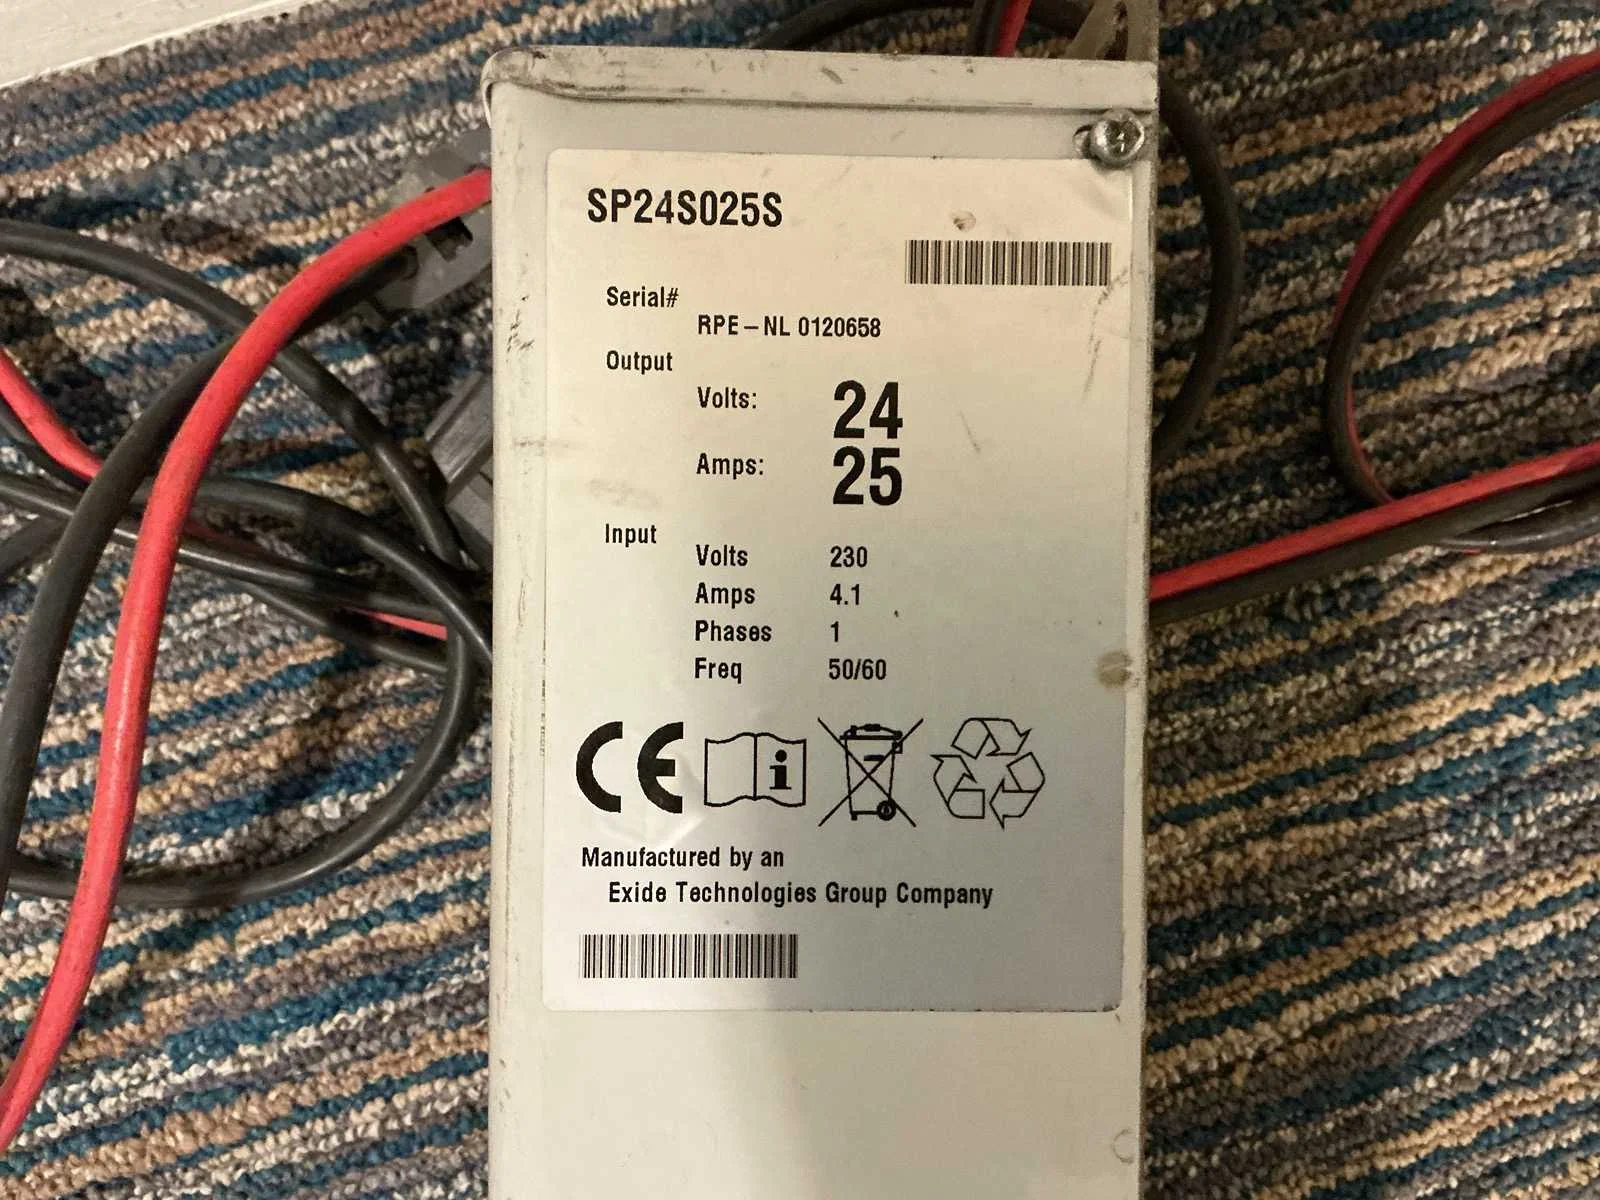 SP24S025S
Serial#
RPE-NL 0120658
Output
Volts: 24
Amps: 25
Input
Volts 230
Amps 4.1
Phases 1
Freq 50/60
CE
i
Manufactured by an
Exide Technologies Group Company